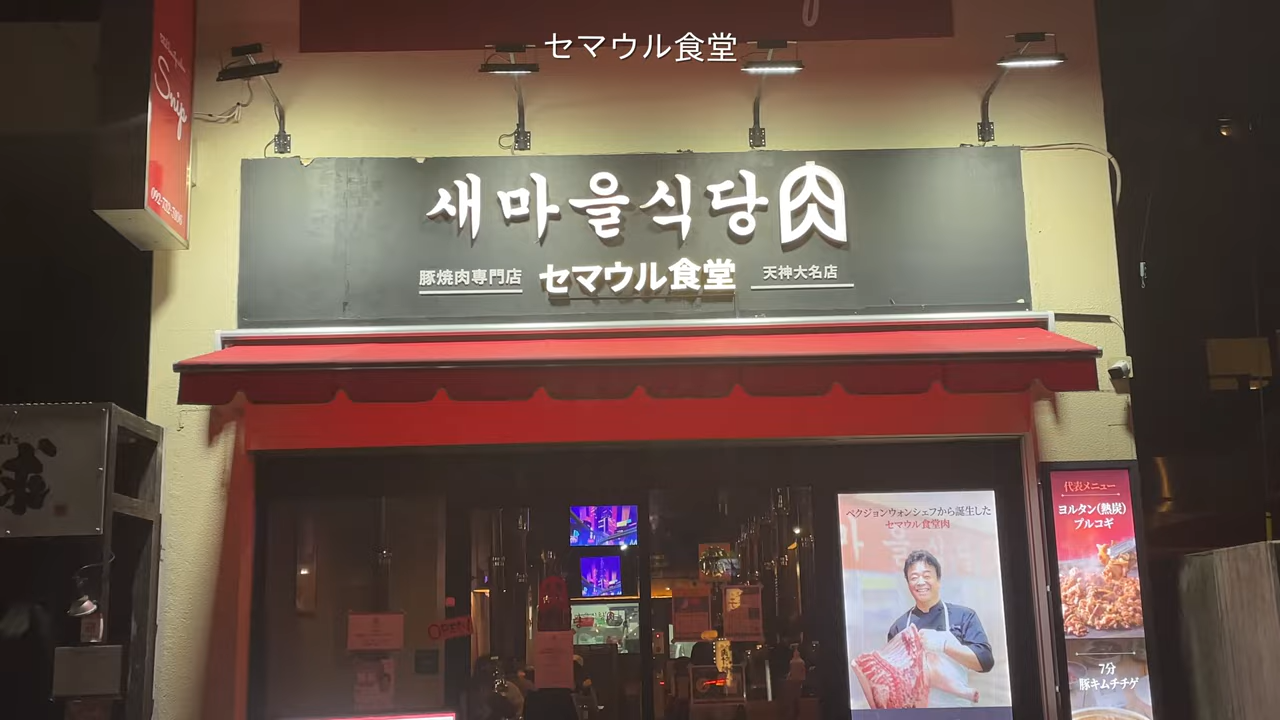 セマウル食堂
Snip
새마을식당 肉
豚焼肉専門店 セマウル食堂 天神大名店
OPEN
ペクジョンウォンシェフから誕生した
セマウル食堂肉
代表メニュー
ヨルタン(熱炭)
プルコギ
7分
豚キムチチゲ